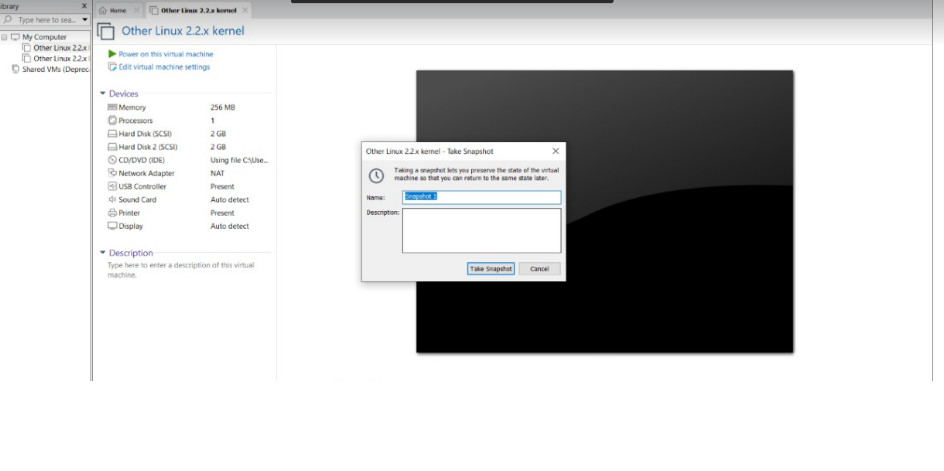 ibrary X
Type here to sea...
My Computer
Other Linux 2.2.x
Other Linux 2.2.x
Shared VMs (Deprec
Home
Other Linux 2.2.x kernel
Other Linux 2.2.x kernel
Power on this virtual machine
Edit virtual machine settings
Devices
Memory 256 MB
Processors 1
Hard Disk (SCSI) 2 GB
Hard Disk 2 (SCSI) 2 GB
CD/DVD (IDE) Using file C:\Use...
Network Adapter NAT
USB Controller Present
Sound Card Auto detect
Printer Present
Display Auto detect
Description
Type here to enter a description of this virtual
machine.
Other Linux 2.2.x kernel - Take Snapshot
Taking a snapshot lets you preserve the state of the virtual
machine so that you can return to the same state later.
Name: Snapshot 1
Description:
Take Snapshot Cancel